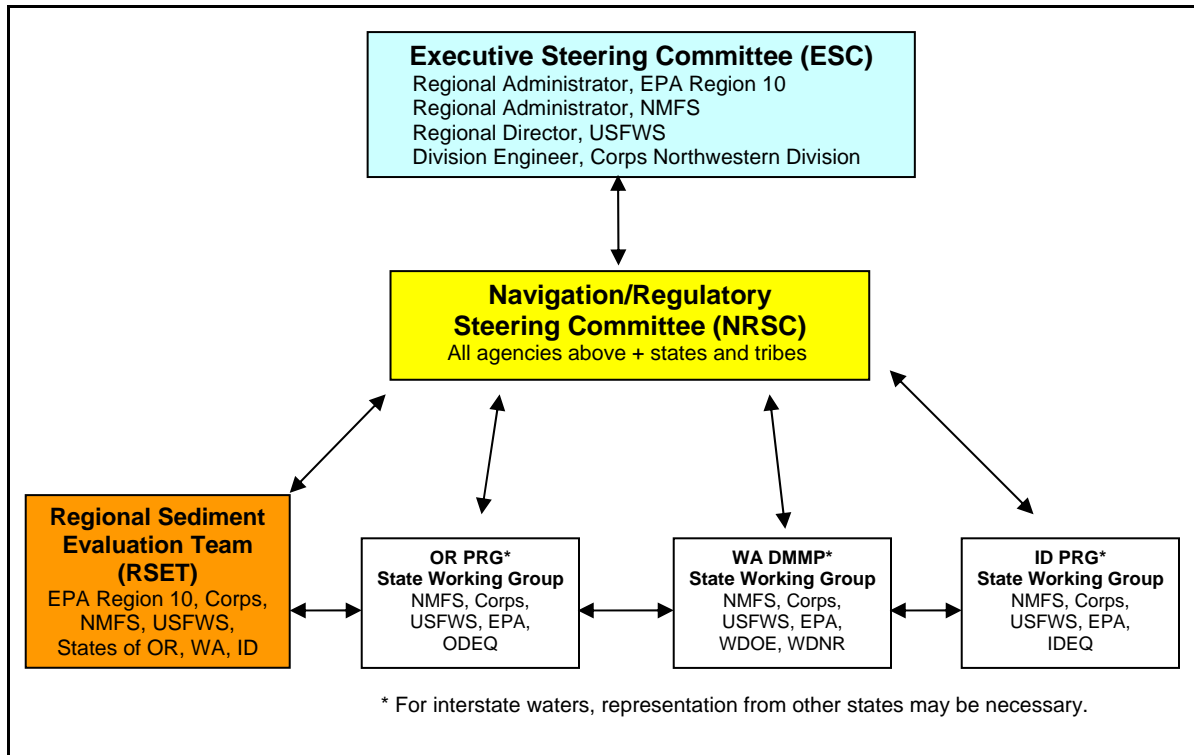 Executive Steering Committee (ESC)
Regional Administrator, EPA Region 10
Regional Administrator, NMFS
Regional Director, USFWS
Division Engineer, Corps Northwestern Division
Navigation/Regulatory
Steering Committee (NRSC)
All agencies above + states and tribes
Regional Sediment
Evaluation Team
(RSET)
EPA Region 10, Corps,
NMFS, USFWS,
States of OR, WA, ID
OR PRG*
State Working Group
NMFS, Corps,
USFWS, EPA,
ODEQ
WA DMMP*
State Working Group
NMFS, Corps,
USFWS, EPA,
WDOE, WDNR
ID PRG*
State Working Group
NMFS, Corps,
USFWS, EPA,
IDEQ
* For interstate waters, representation from other states may be necessary.